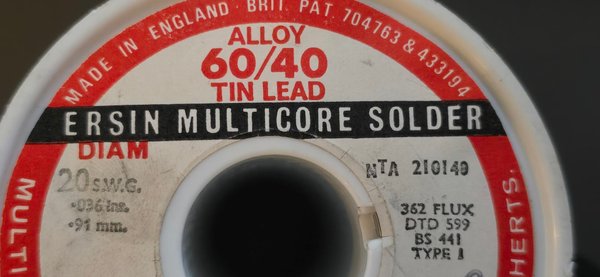 MADE IN ENGLAND · BRIT. PAT 704763 & 433194
ALLOY
60/40
TIN LEAD
ERSIN MULTICORE SOLDER
DIAM
20 S.W.G.
·036 Ins.
·91 mm.
NTA 210140
362 FLUX
DTD 599
BS 441
TYPE 1
MULTI
HERTS.